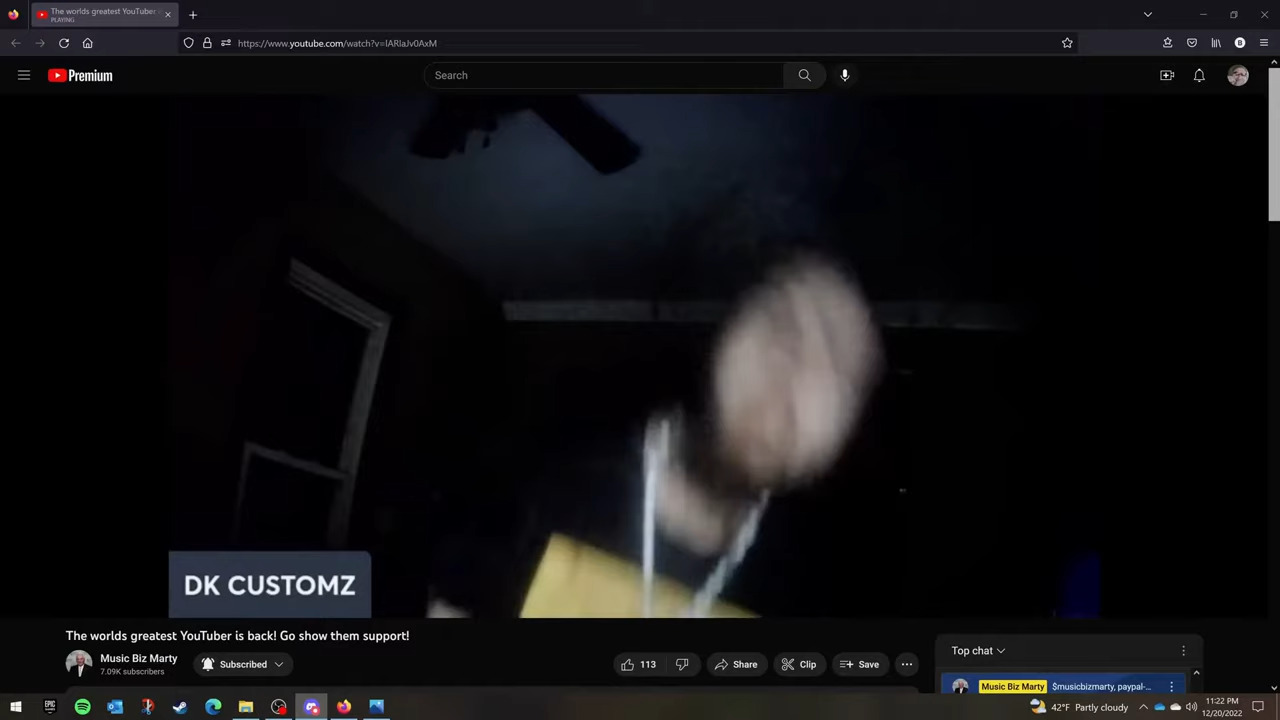 The worlds greatest YouTuber
PLAYING
https://www.youtube.com/watch?v=lARlaJv0AxM
B
Premium
Search
DK CUSTOMZ
The worlds greatest YouTuber is back! Go show them support!
Music Biz Marty
7.09K subscribers
Subscribed
113
Share
Clip
Save
Top chat
Music Biz Marty $musicbizmarty, paypal-...
EPIC GAMES
42°F Partly cloudy
11:22 PM
12/20/2022